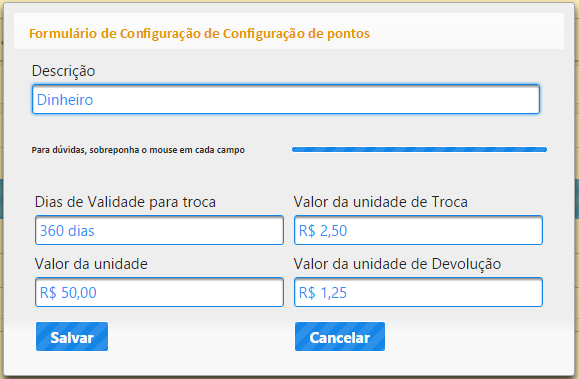 Formulário de Configuração de Configuração de pontos
Descrição
Dinheiro
Para dúvidas, sobreponha o mouse em cada campo
Dias de Validade para troca
360 dias
Valor da unidade de Troca
R$ 2,50
Valor da unidade
R$ 50,00
Valor da unidade de Devolução
R$ 1,25
Salvar
Cancelar